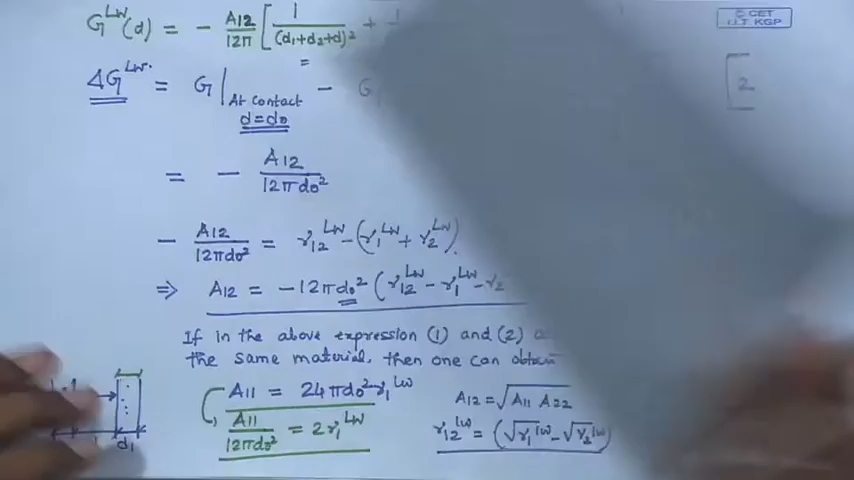 G^LW(d) = - A12/12π [ 1/(d1+d2+d)² +
© CET
I.I.T. KGP
ΔG^LW = G| At contact d=d0 - G
[ 2
= - A12/12πd0²
- A12/12πd0² = γ12^LW - (γ1^LW + γ2^LW).
⇒ A12 = -12πd0² (γ12^LW - γ1^LW - γ2
If in the above expression (1) and (2)
the same material, then one can obtain
A11 = 24πd0² γ1^LW
A12 = √A11 A22
A11/12πd0² = 2γ1^LW
γ12^LW = (√γ1^LW - √γ2^LW)
d1